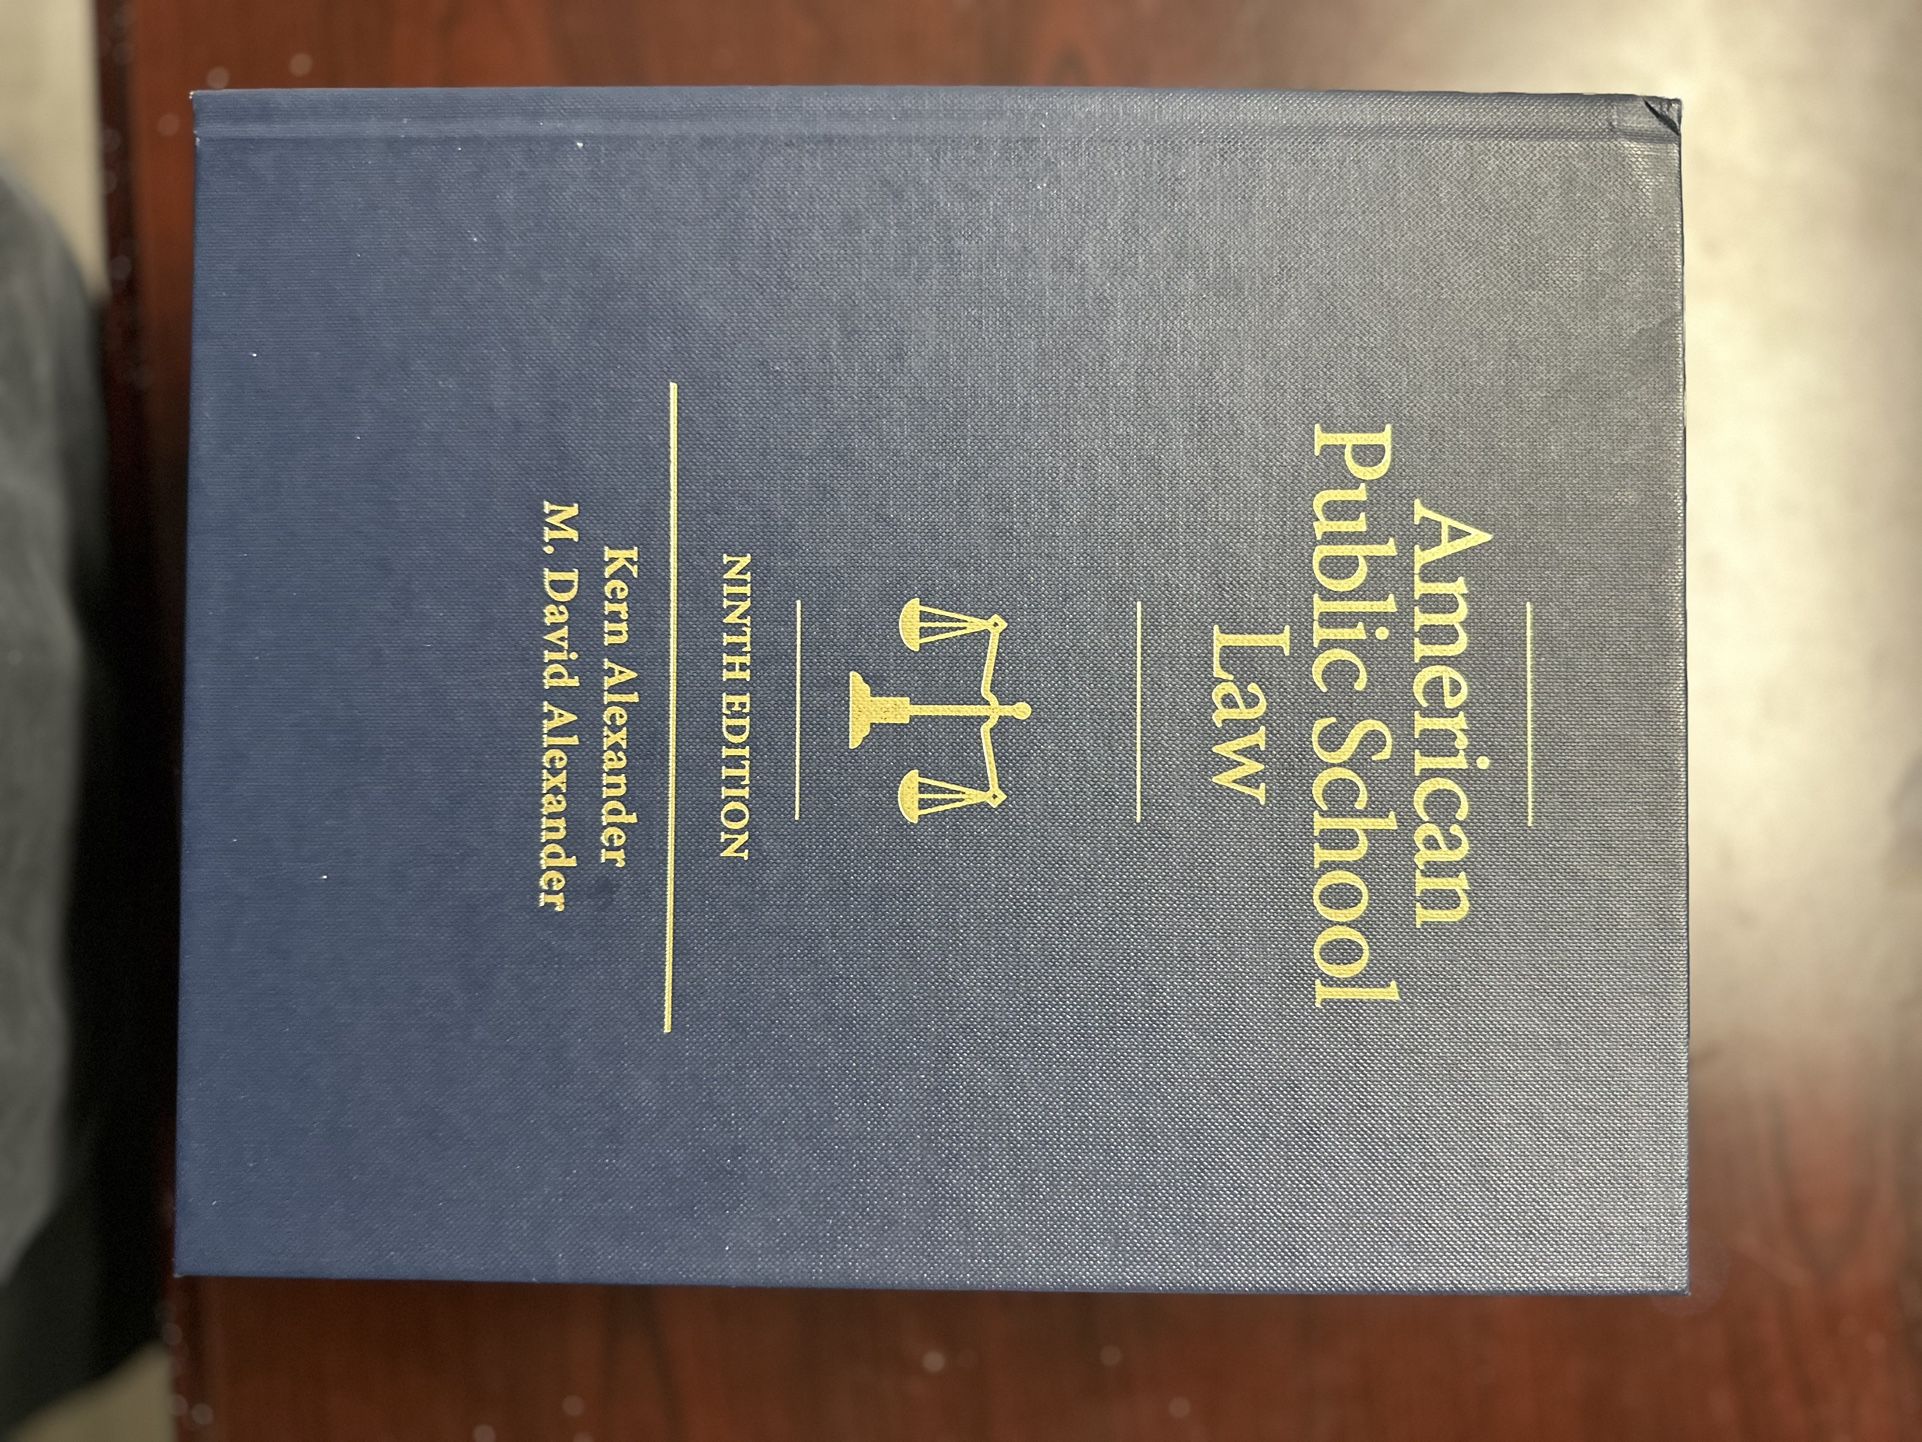 American
Public School
Law
NINTH EDITION
Kern Alexander
M. David Alexander